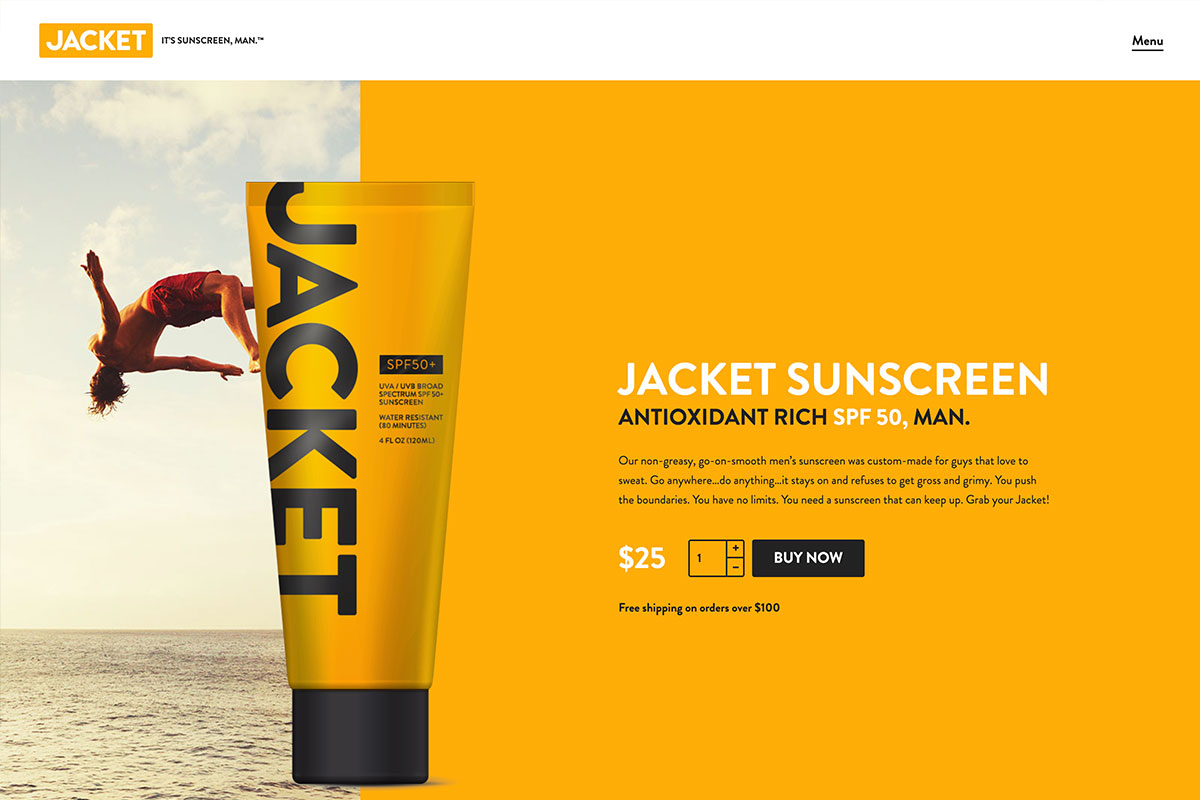 JACKET IT'S SUNSCREEN, MAN.™
Menu
JACKET
SPF50+
UVA / UVB BROAD
SPECTRUM SPF 50+
SUNSCREEN
WATER RESISTANT
(80 MINUTES)
4 FL OZ (120ML)
JACKET SUNSCREEN
ANTIOXIDANT RICH SPF 50, MAN.
Our non-greasy, go-on-smooth men's sunscreen was custom-made for guys that love to
sweat. Go anywhere...do anything...it stays on and refuses to get gross and grimy. You push
the boundaries. You have no limits. You need a sunscreen that can keep up. Grab your Jacket!
$25 1 + − BUY NOW
Free shipping on orders over $100